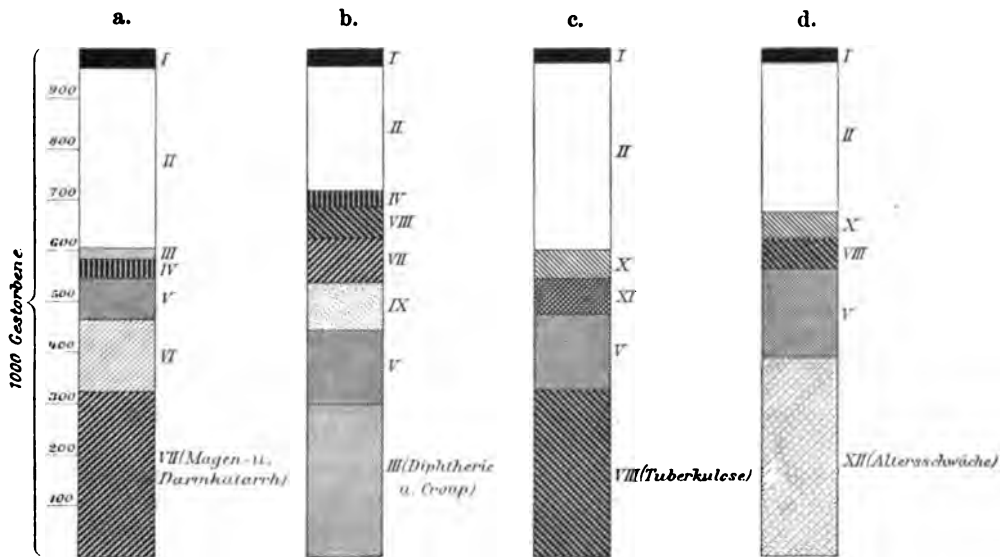 a. b. c. d.
1000 Gestorbene.
900
800
700
600
500
400
300
200
100
I
II
III
IV
V
VI
VII (Magen- u.
Darmkatarrh)
I
II.
IV
VIII
VII
IX
V
III (Diphtherie
u. Croup)
I
II
X
XI
V
VIII (Tuberkulose)
I
II
X
VIII
V
XII (Altersschwäche)